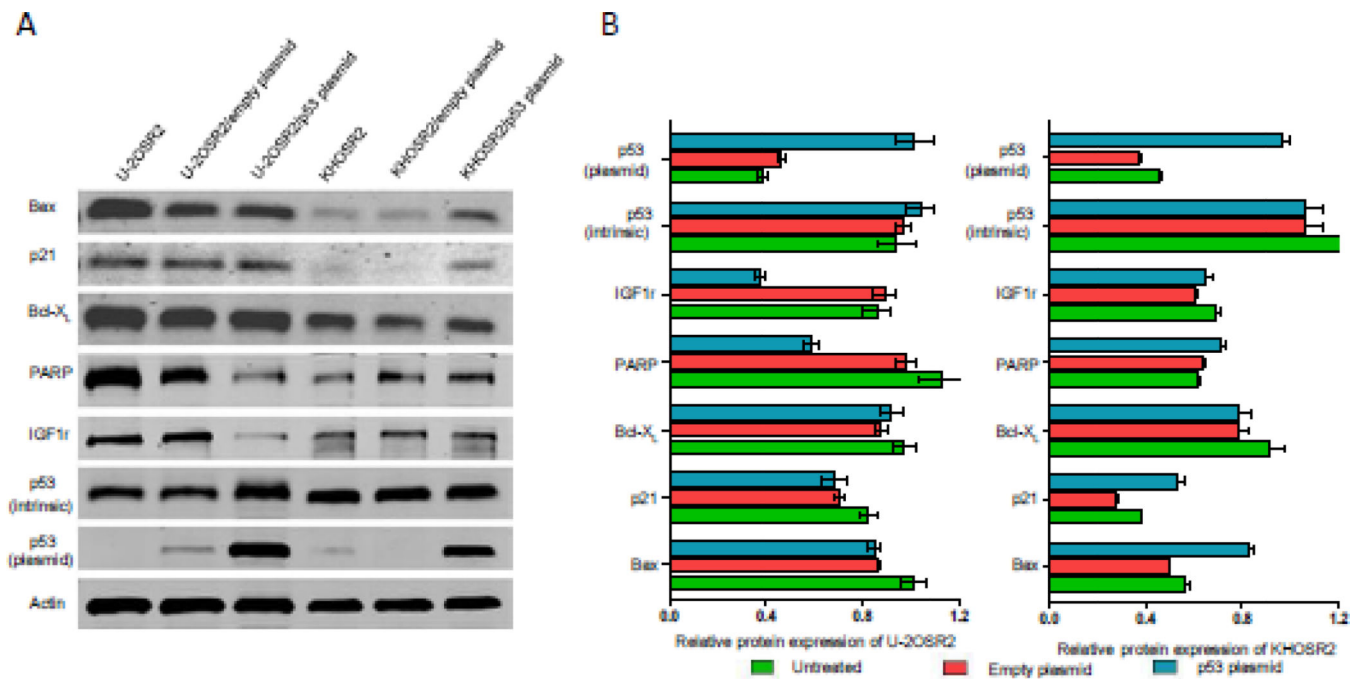 A
B
U-2OSR2
U-2OSR2/empty plasmid
U-2OSR2/p53 plasmid
KHOSR2
KHOSR2/empty plasmid
KHOSR2/p53 plasmid
Bax
p21
Bcl-XL
PARP
IGF1r
p53
(intrinsic)
p53
(plasmid)
Actin
p53
(plasmid)
p53
(intrinsic)
IGF1r
PARP
Bcl-XL
p21
Bax
0.0 0.4 0.8 1.2
Relative protein expression of U-2OSR2
p53
(plasmid)
p53
(intrinsic)
IGF1r
PARP
Bcl-XL
p21
Bax
0.0 0.4 0.8 1.2
Relative protein expression of KHOSR2
Untreated Empty plasmid p53 plasmid